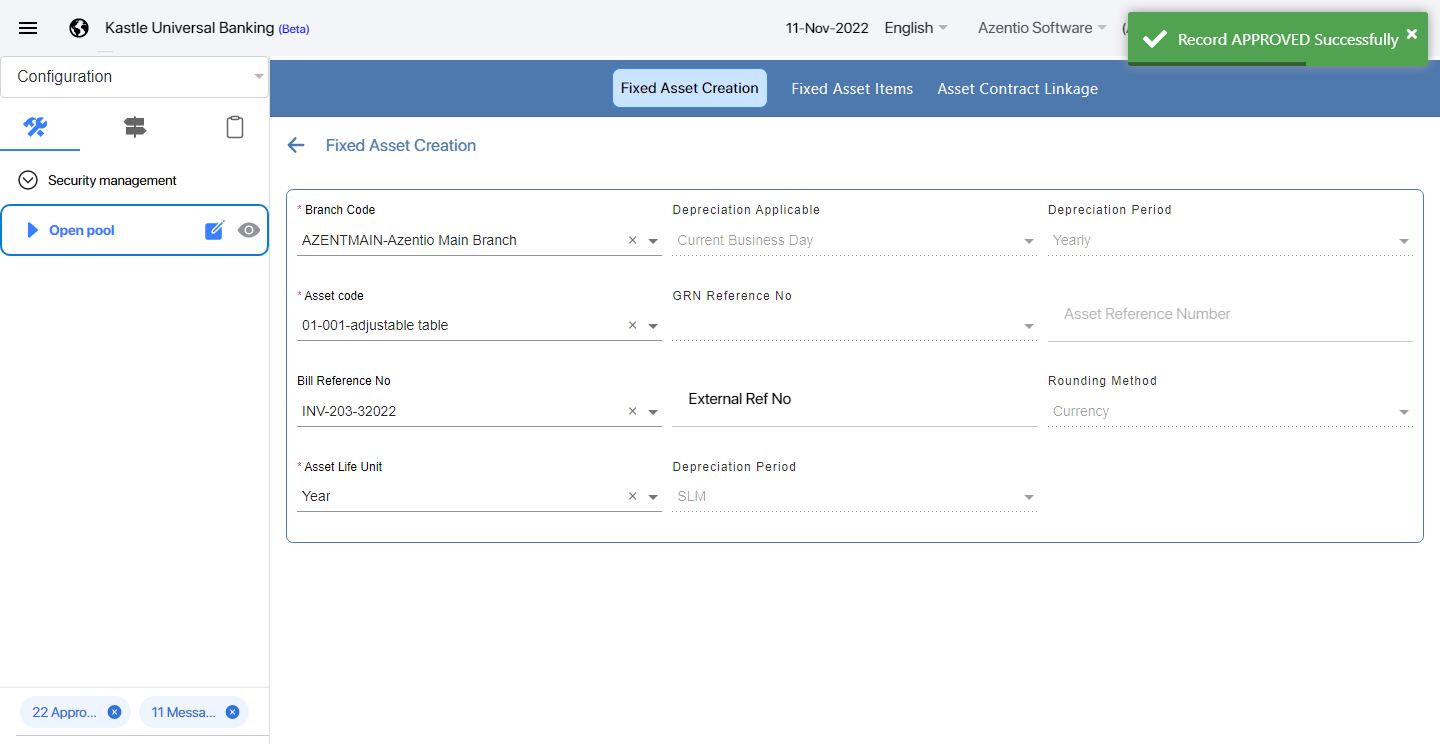 Kastle Universal Banking (Beta)
11-Nov-2022
English
Azentio Software
Record APPROVED Successfully
Configuration
Fixed Asset Creation
Fixed Asset Items
Asset Contract Linkage
Security management
Open pool
Fixed Asset Creation
* Branch Code
AZENTMAIN-Azentio Main Branch
Depreciation Applicable
Current Business Day
Depreciation Period
Yearly
* Asset code
01-001-adjustable table
GRN Reference No
Asset Reference Number
Bill Reference No
INV-203-32022
External Ref No
Rounding Method
Currency
* Asset Life Unit
Year
Depreciation Period
SLM
22 Appro...
11 Messa...